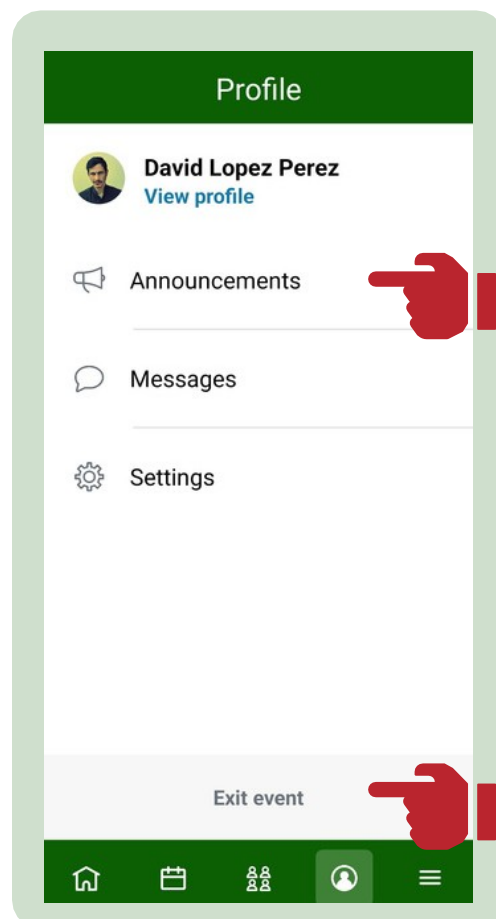 Profile
David Lopez Perez
View profile
Announcements
Messages
Settings
Exit event